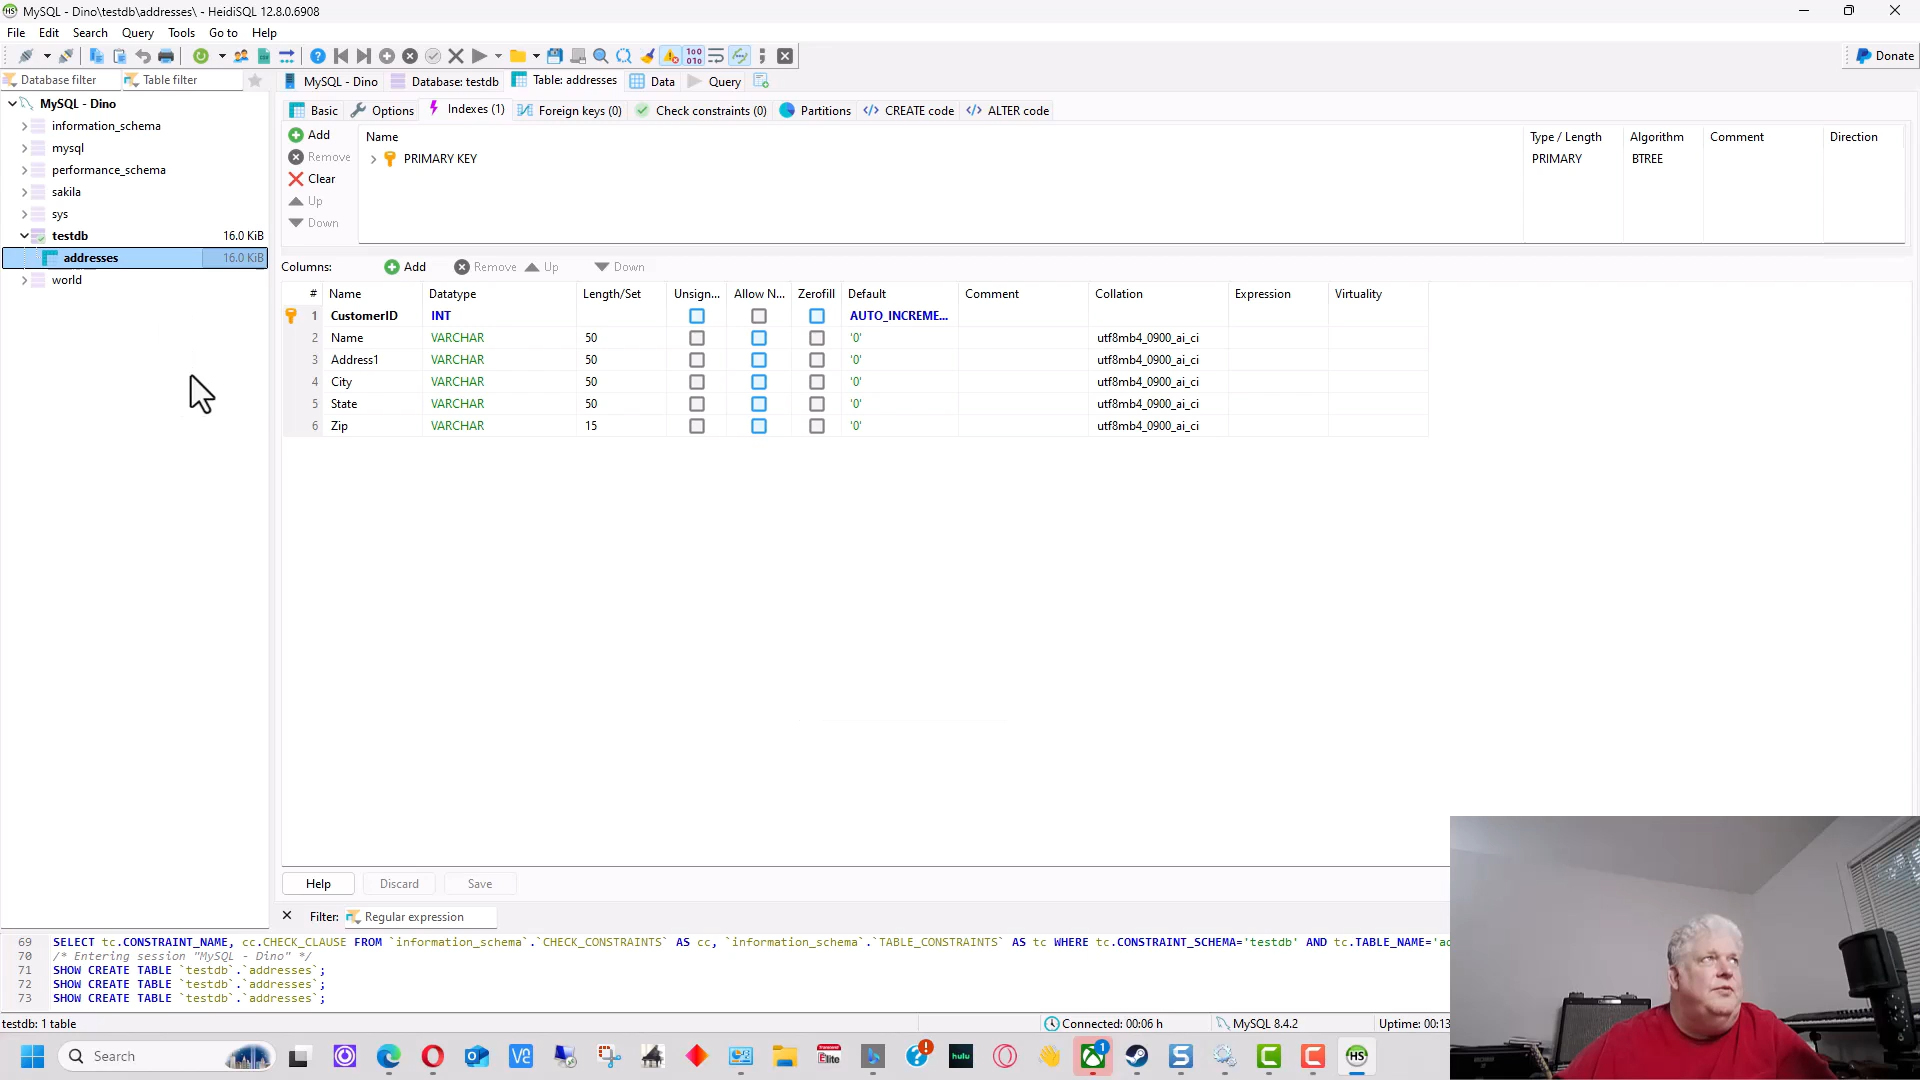 MySQL - Dino\testdb\addresses\ - HeidiSQL 12.8.0.6908
File Edit Search Query Tools Go to Help
Donate
Database filter Table filter
MySQL - Dino Database: testdb Table: addresses Data Query
MySQL - Dino
information_schema
mysql
performance_schema
sakila
sys
testdb 16.0 KiB
addresses 16.0 KiB
world
Basic Options Indexes (1) Foreign keys (0) Check constraints (0) Partitions CREATE code ALTER code
Add
Remove
Clear
Up
Down
Name Type / Length Algorithm Comment Direction
PRIMARY KEY PRIMARY BTREE
Columns: Add Remove Up Down
# Name Datatype Length/Set Unsign... Allow N... Zerofill Default Comment Collation Expression Virtuality
1 CustomerID INT AUTO_INCREME...
2 Name VARCHAR 50 '0' utf8mb4_0900_ai_ci
3 Address1 VARCHAR 50 '0' utf8mb4_0900_ai_ci
4 City VARCHAR 50 '0' utf8mb4_0900_ai_ci
5 State VARCHAR 50 '0' utf8mb4_0900_ai_ci
6 Zip VARCHAR 15 '0' utf8mb4_0900_ai_ci
Help Discard Save
Filter: Regular expression
69 SELECT tc.CONSTRAINT_NAME, cc.CHECK_CLAUSE FROM `information_schema`.`CHECK_CONSTRAINTS` AS cc, `information_schema`.`TABLE_CONSTRAINTS` AS tc WHERE tc.CONSTRAINT_SCHEMA='testdb' AND tc.TABLE_NAME='ad
70 /* Entering session "MySQL - Dino" */
71 SHOW CREATE TABLE `testdb`.`addresses`;
72 SHOW CREATE TABLE `testdb`.`addresses`;
73 SHOW CREATE TABLE `testdb`.`addresses`;
testdb: 1 table Connected: 00:06 h MySQL 8.4.2 Uptime: 00:13
Search
hulu
HS